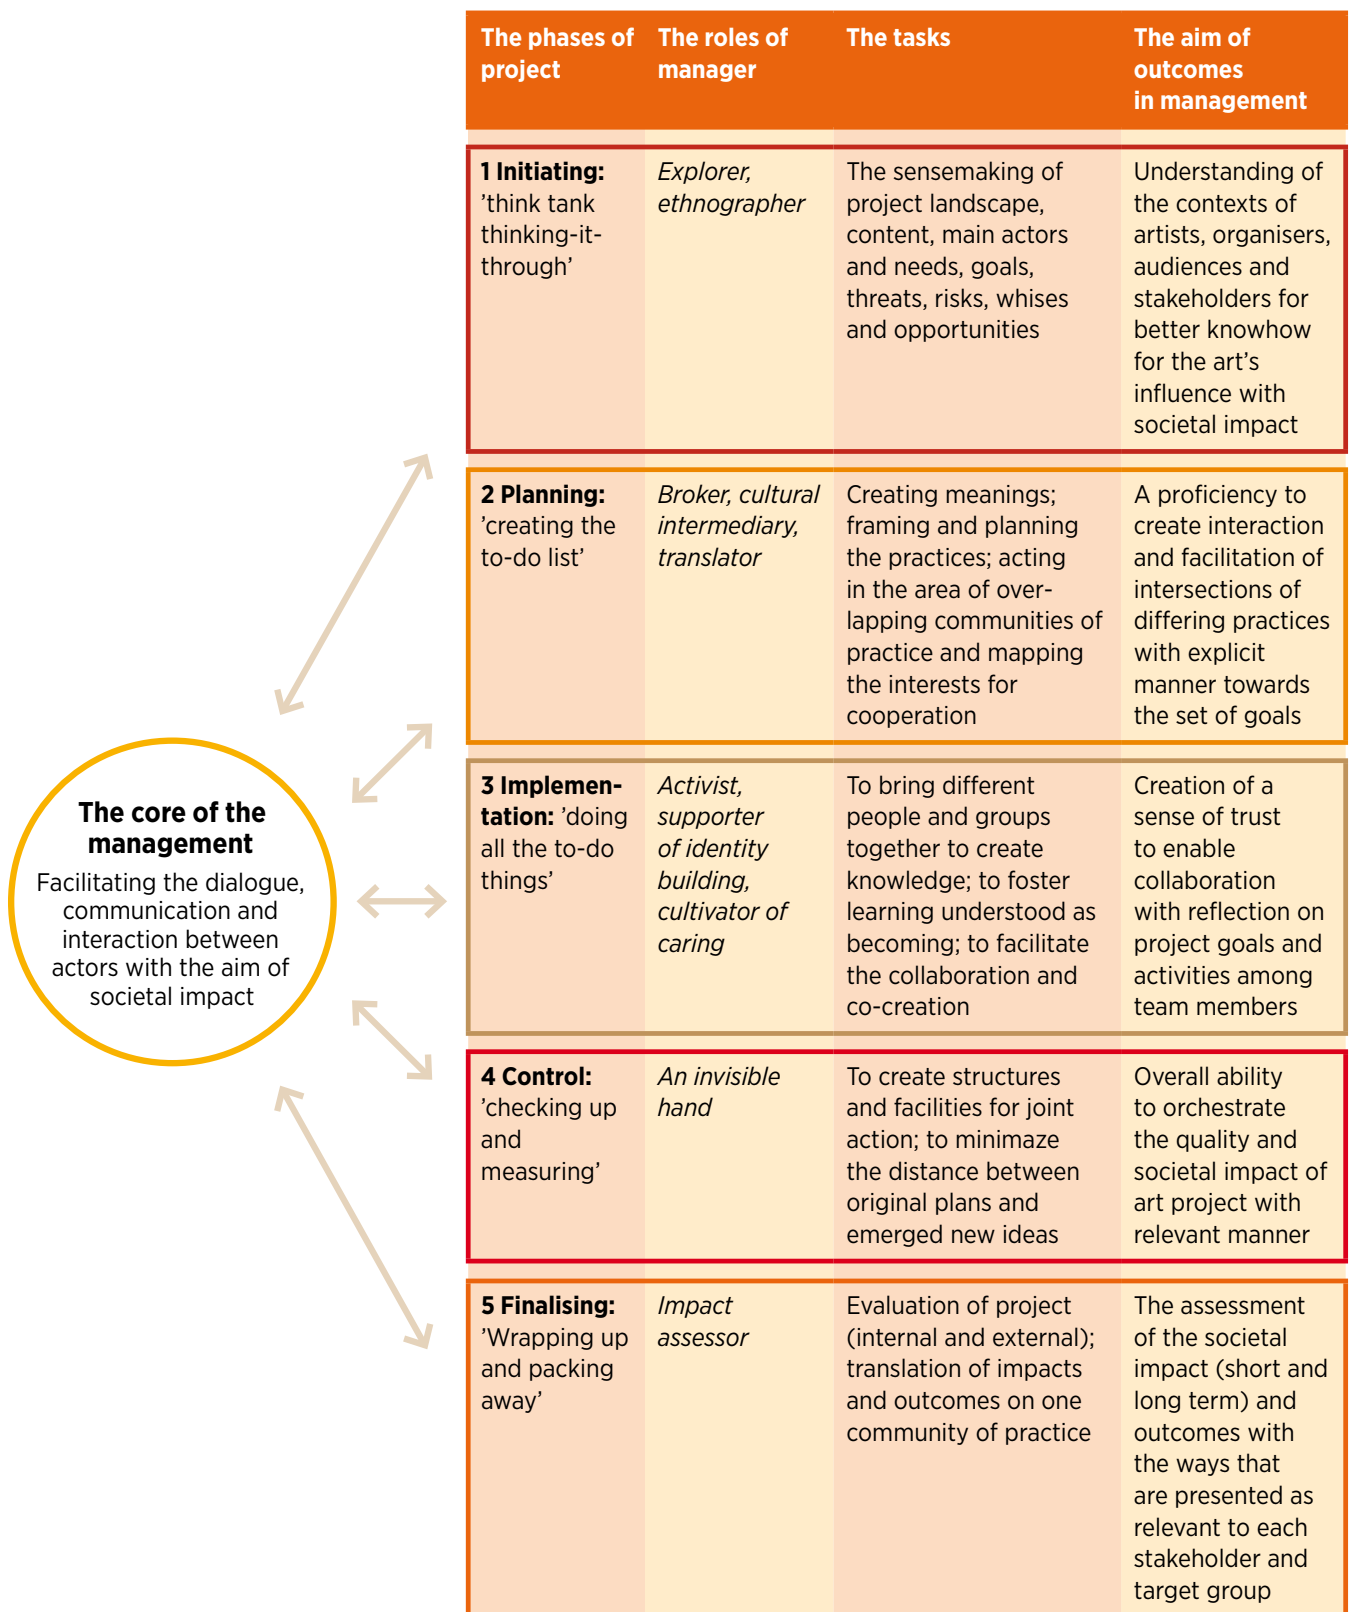 The phases of
project
The roles of
manager
The tasks
The aim of
outcomes
in management
1 Initiating:
’think tank
thinking-it-
through’
Explorer,
ethnographer
The sensemaking of
project landscape,
content, main actors
and needs, goals,
threats, risks, whises
and opportunities
Understanding of
the contexts of
artists, organisers,
audiences and
stakeholders for
better knowhow
for the art’s
influence with
societal impact
2 Planning:
’creating the
to-do list’
Broker, cultural
intermediary,
translator
Creating meanings;
framing and planning
the practices; acting
in the area of over-
lapping communities of
practice and mapping
the interests for
cooperation
A proficiency to
create interaction
and facilitation of
intersections of
differing practices
with explicit
manner towards
the set of goals
The core of the
management
Facilitating the dialogue,
communication and
interaction between
actors with the aim of
societal impact
3 Implemen-
tation: ’doing
all the to-do
things’
Activist,
supporter
of identity
building,
cultivator of
caring
To bring different
people and groups
together to create
knowledge; to foster
learning understood as
becoming; to facilitate
the collaboration and
co-creation
Creation of a
sense of trust
to enable
collaboration
with reflection on
project goals and
activities among
team members
4 Control:
’checking up
and
measuring’
An invisible
hand
To create structures
and facilities for joint
action; to minimaze
the distance between
original plans and
emerged new ideas
Overall ability
to orchestrate
the quality and
societal impact of
art project with
relevant manner
5 Finalising:
’Wrapping up
and packing
away’
Impact
assessor
Evaluation of project
(internal and external);
translation of impacts
and outcomes on one
community of practice
The assessment
of the societal
impact (short and
long term) and
outcomes with
the ways that
are presented as
relevant to each
stakeholder and
target group